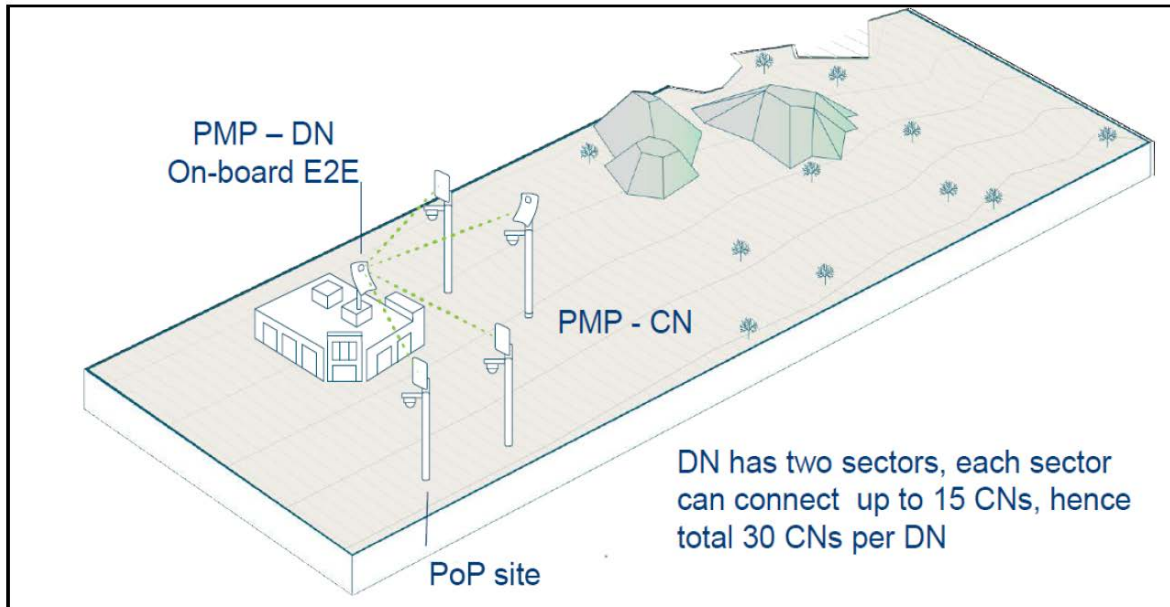 PMP – DN
On-board E2E
PMP - CN
DN has two sectors, each sector
can connect up to 15 CNs, hence
total 30 CNs per DN
PoP site